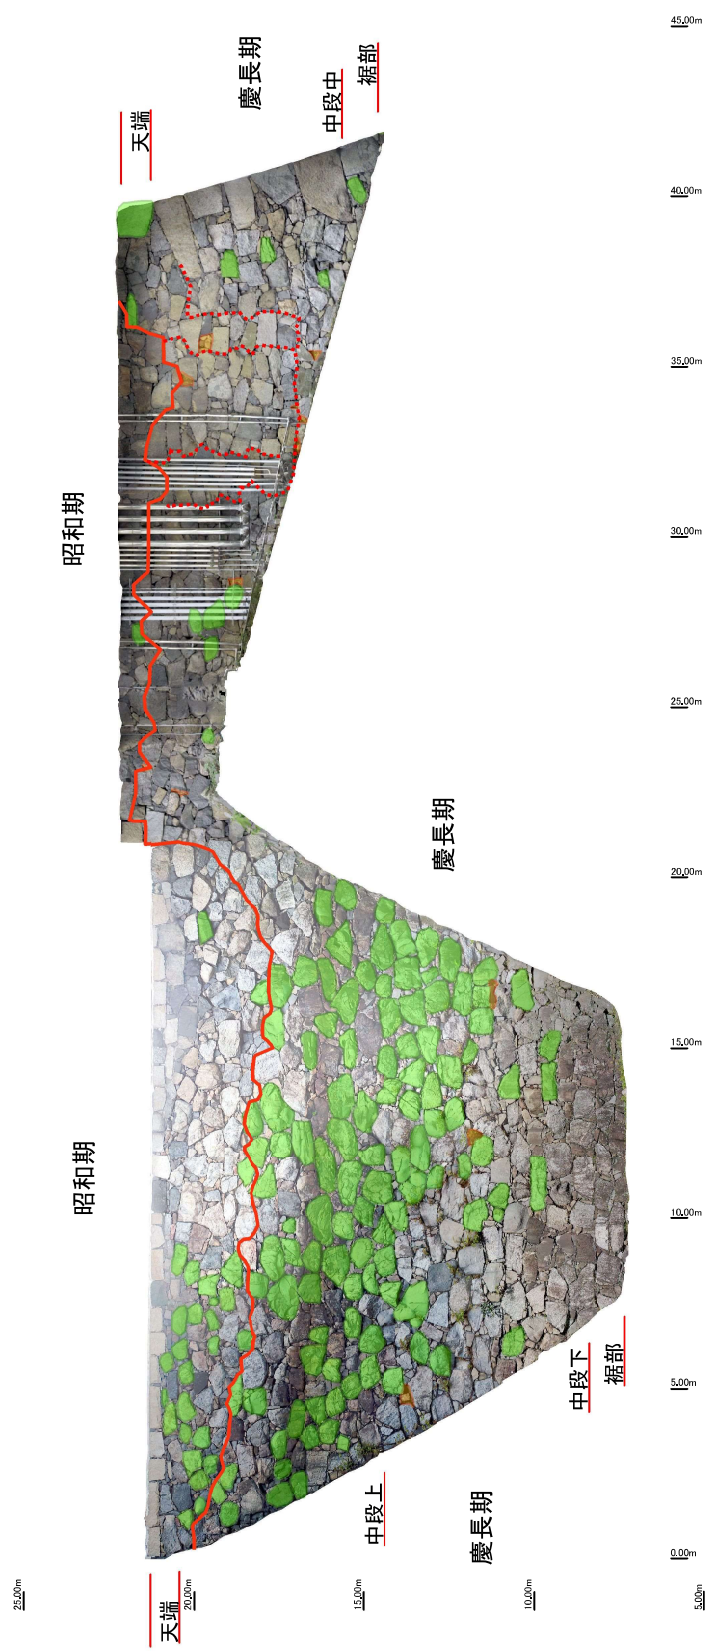 45.00m
慶長期
裾部
中段中
天端
40.00m
35.00m
昭和期
30.00m
25.00m
慶長期
20.00m
15.00m
昭和期
10.00m
中段下
裾部
5.00m
中段上
慶長期
0.00m
天端
25.00m
20.00m
15.00m
10.00m
5.00m